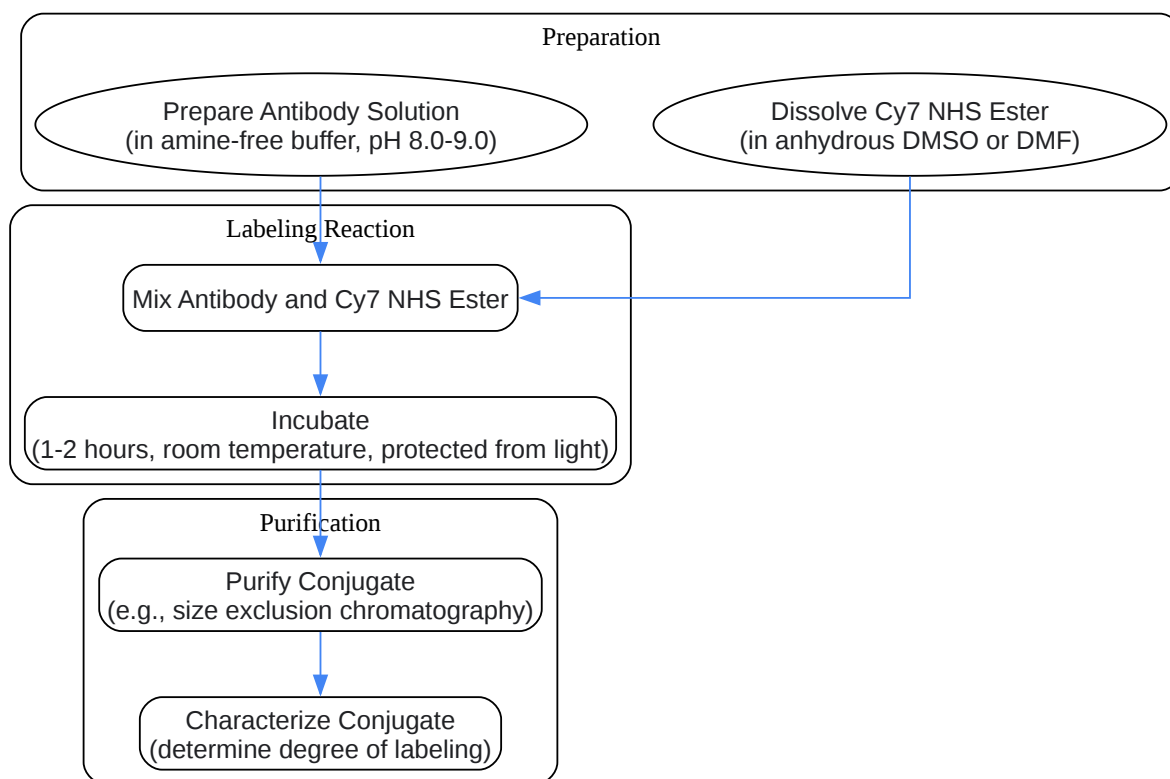 Preparation
Prepare Antibody Solution
(in amine-free buffer, pH 8.0-9.0)
Dissolve Cy7 NHS Ester
(in anhydrous DMSO or DMF)
Labeling Reaction
Mix Antibody and Cy7 NHS Ester
Incubate
(1-2 hours, room temperature, protected from light)
Purification
Purify Conjugate
(e.g., size exclusion chromatography)
Characterize Conjugate
(determine degree of labeling)